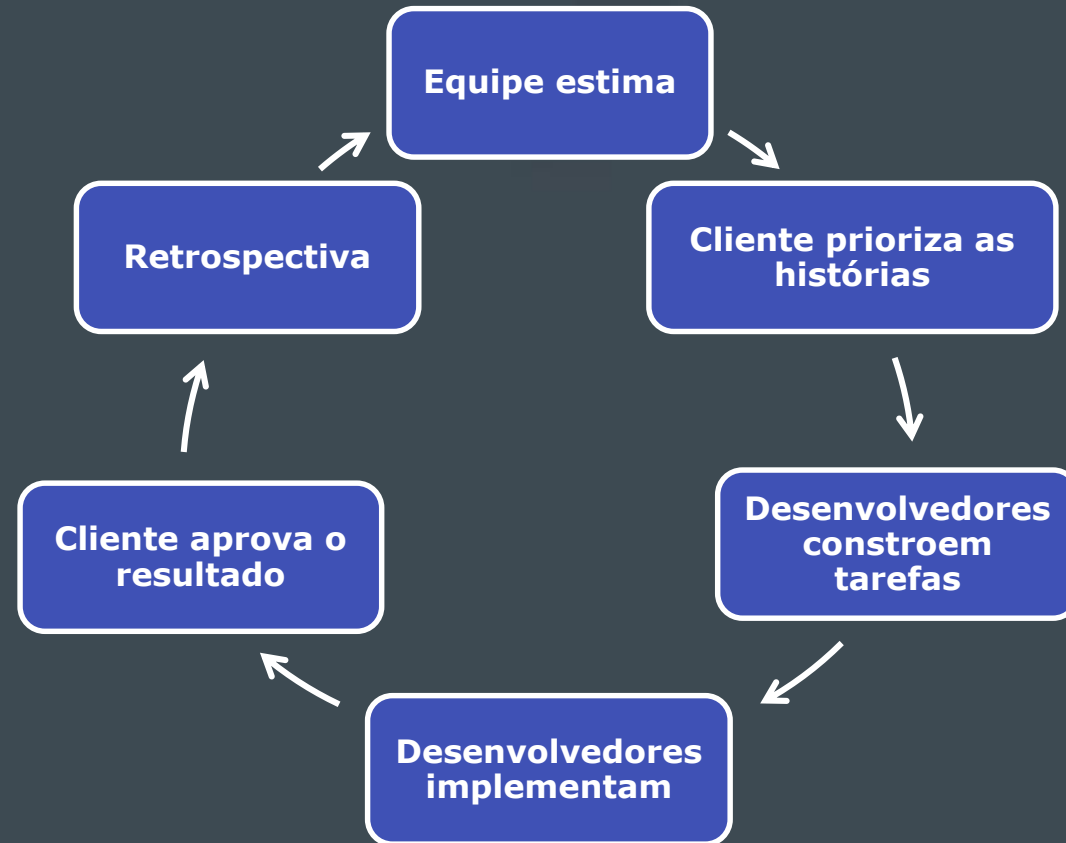 Equipe estima
Cliente prioriza as
histórias
Desenvolvedores
constroem
tarefas
Desenvolvedores
implementam
Cliente aprova o
resultado
Retrospectiva